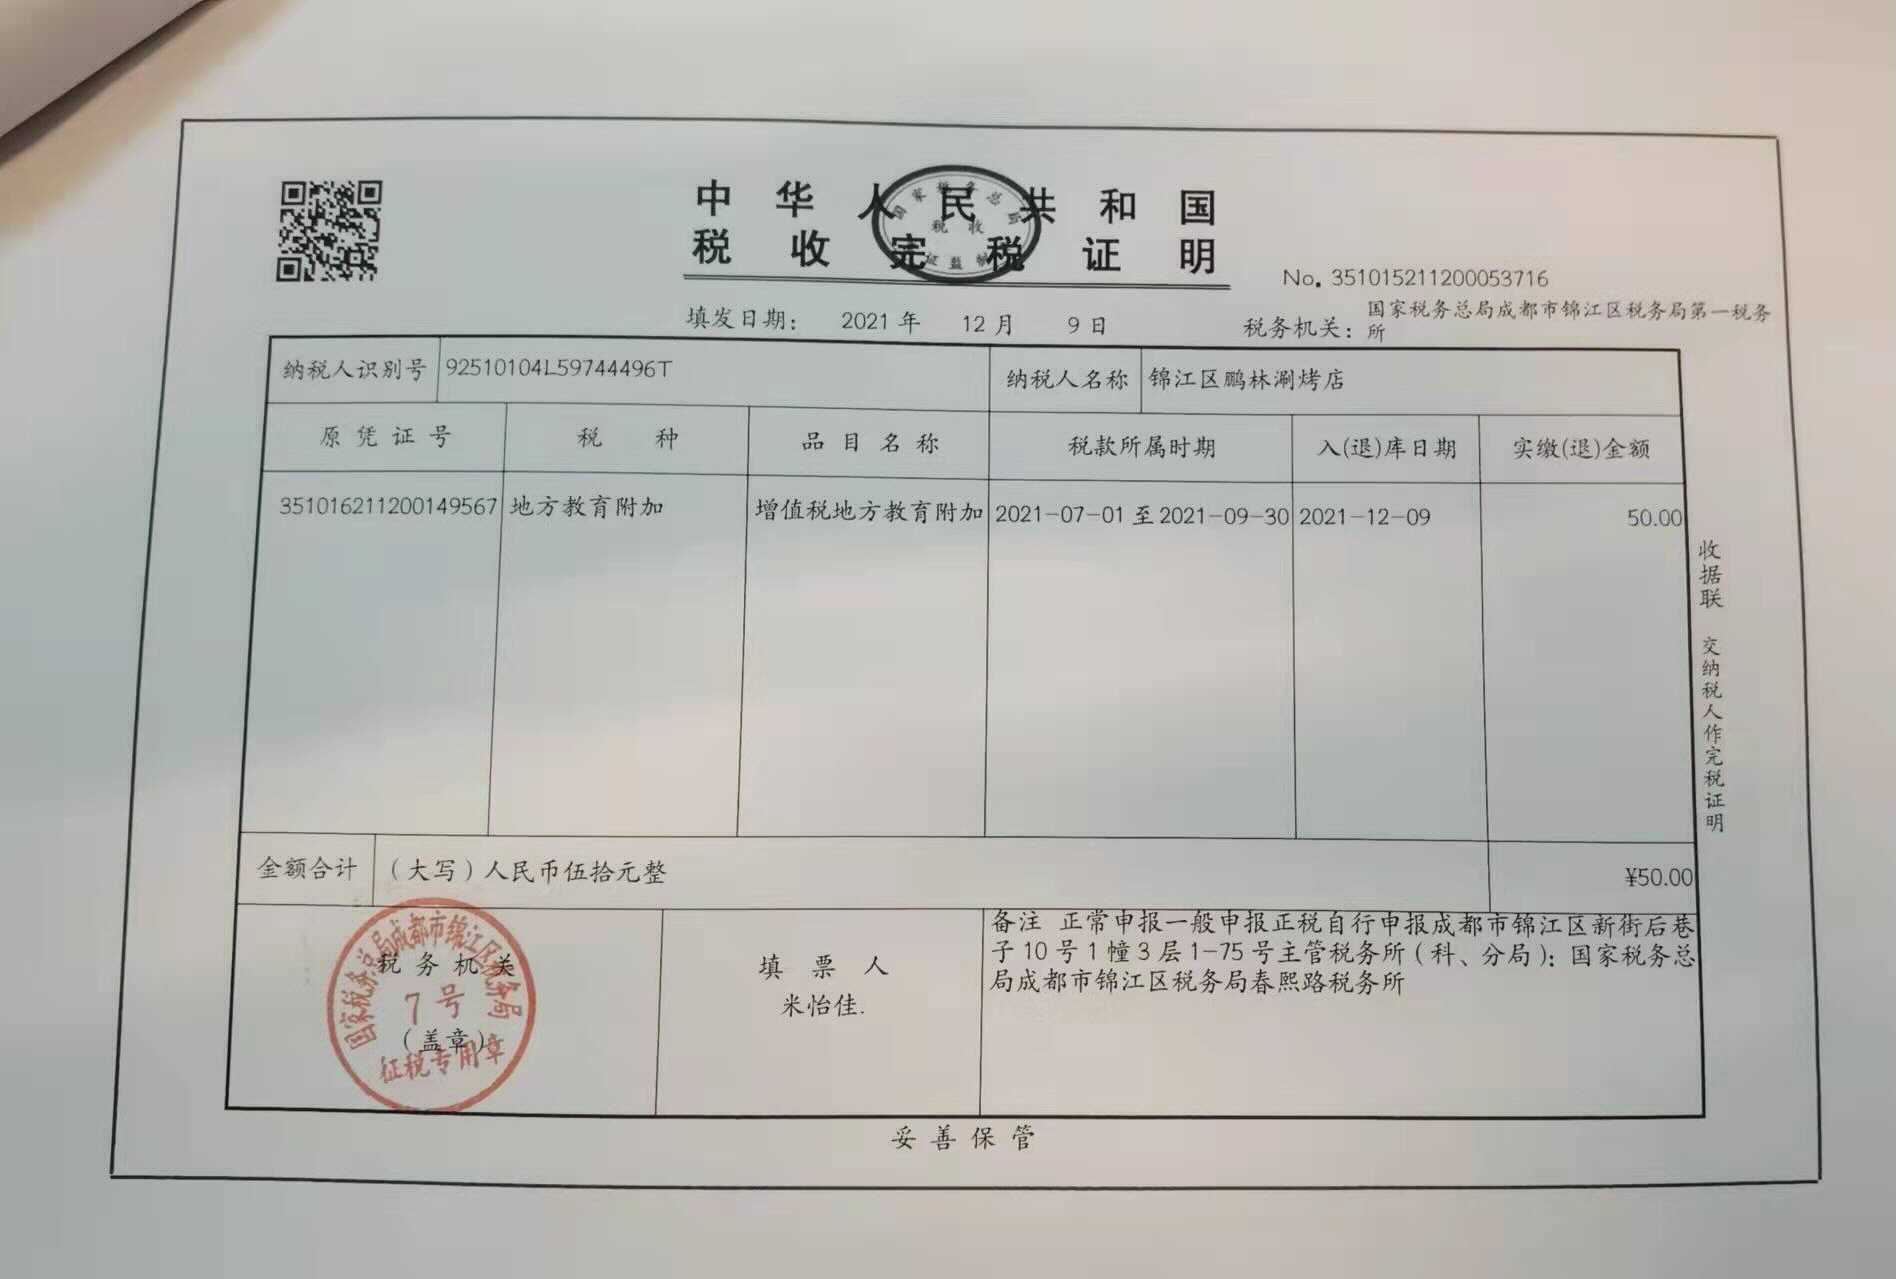 中华人民共和国
税收完税证明
国家税务总局
税收
No. 351015211200053716
填发日期： 2021 年 12 月 9 日
税务机关： 国家税务总局成都市锦江区税务局第一税务
所
纳税人识别号 92510104L59744496T 纳税人名称 锦江区鹏林涮烤店
原凭证号 税种 品目名称 税款所属时期 入(退)库日期 实缴(退)金额
351016211200149567 地方教育附加 增值税地方教育附加 2021-07-01 至 2021-09-30 2021-12-09 50.00
金额合计 （大写）人民币伍拾元整 ¥50.00
税务机关
（盖章）
国家税务总局成都市锦江区税务局
7号
征税专用章
填票人
米怡佳.
备注 正常申报一般申报正税自行申报成都市锦江区新街后巷
子10号1幢3层1-75号主管税务所（科、分局）：国家税务总
局成都市锦江区税务局春熙路税务所
收据联 交纳税人作完税证明
妥善保管